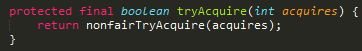 protected final boolean tryAcquire(int acquires) {
    return nonfairTryAcquire(acquires);
}